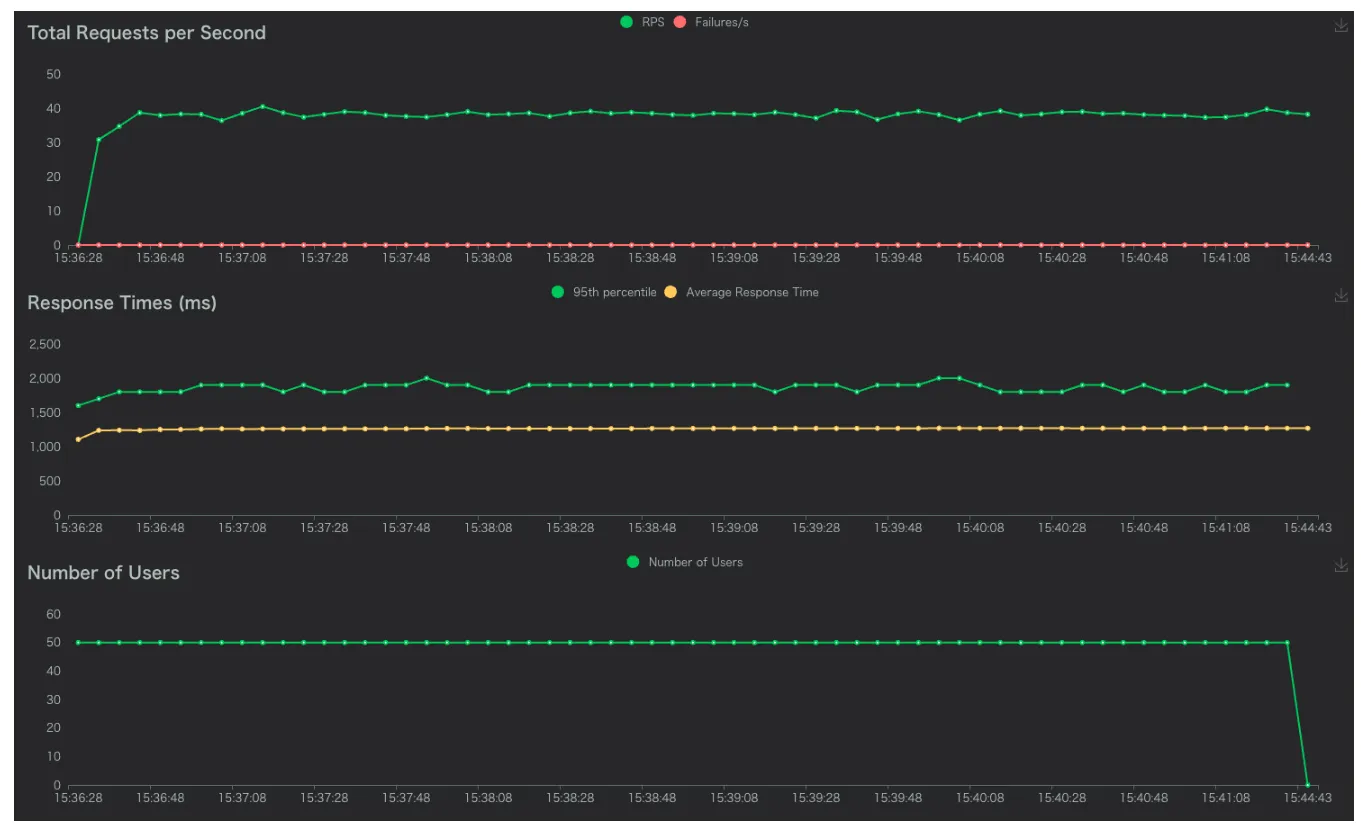 RPS Failures/s
Total Requests per Second
50
40
30
20
10
0
15:36:28 15:36:48 15:37:08 15:37:28 15:37:48 15:38:08 15:38:28 15:38:48 15:39:08 15:39:28 15:39:48 15:40:08 15:40:28 15:40:48 15:41:08 15:44:43
95th percentile Average Response Time
Response Times (ms)
2,500
2,000
1,500
1,000
500
0
15:36:28 15:36:48 15:37:08 15:37:28 15:37:48 15:38:08 15:38:28 15:38:48 15:39:08 15:39:28 15:39:48 15:40:08 15:40:28 15:40:48 15:41:08 15:44:43
Number of Users
Number of Users
60
50
40
30
20
10
0
15:36:28 15:36:48 15:37:08 15:37:28 15:37:48 15:38:08 15:38:28 15:38:48 15:39:08 15:39:28 15:39:48 15:40:08 15:40:28 15:40:48 15:41:08 15:44:43